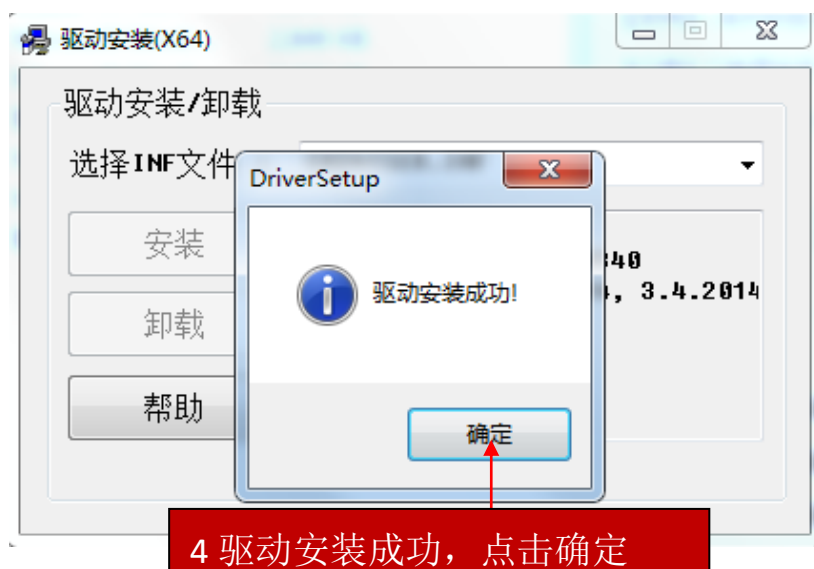 驱动安装(X64)
驱动安装/卸载
选择INF文件
DriverSetup
安装
340
驱动安装成功!
, 3.4.2014
卸载
帮助
确定
4 驱动安装成功，点击确定